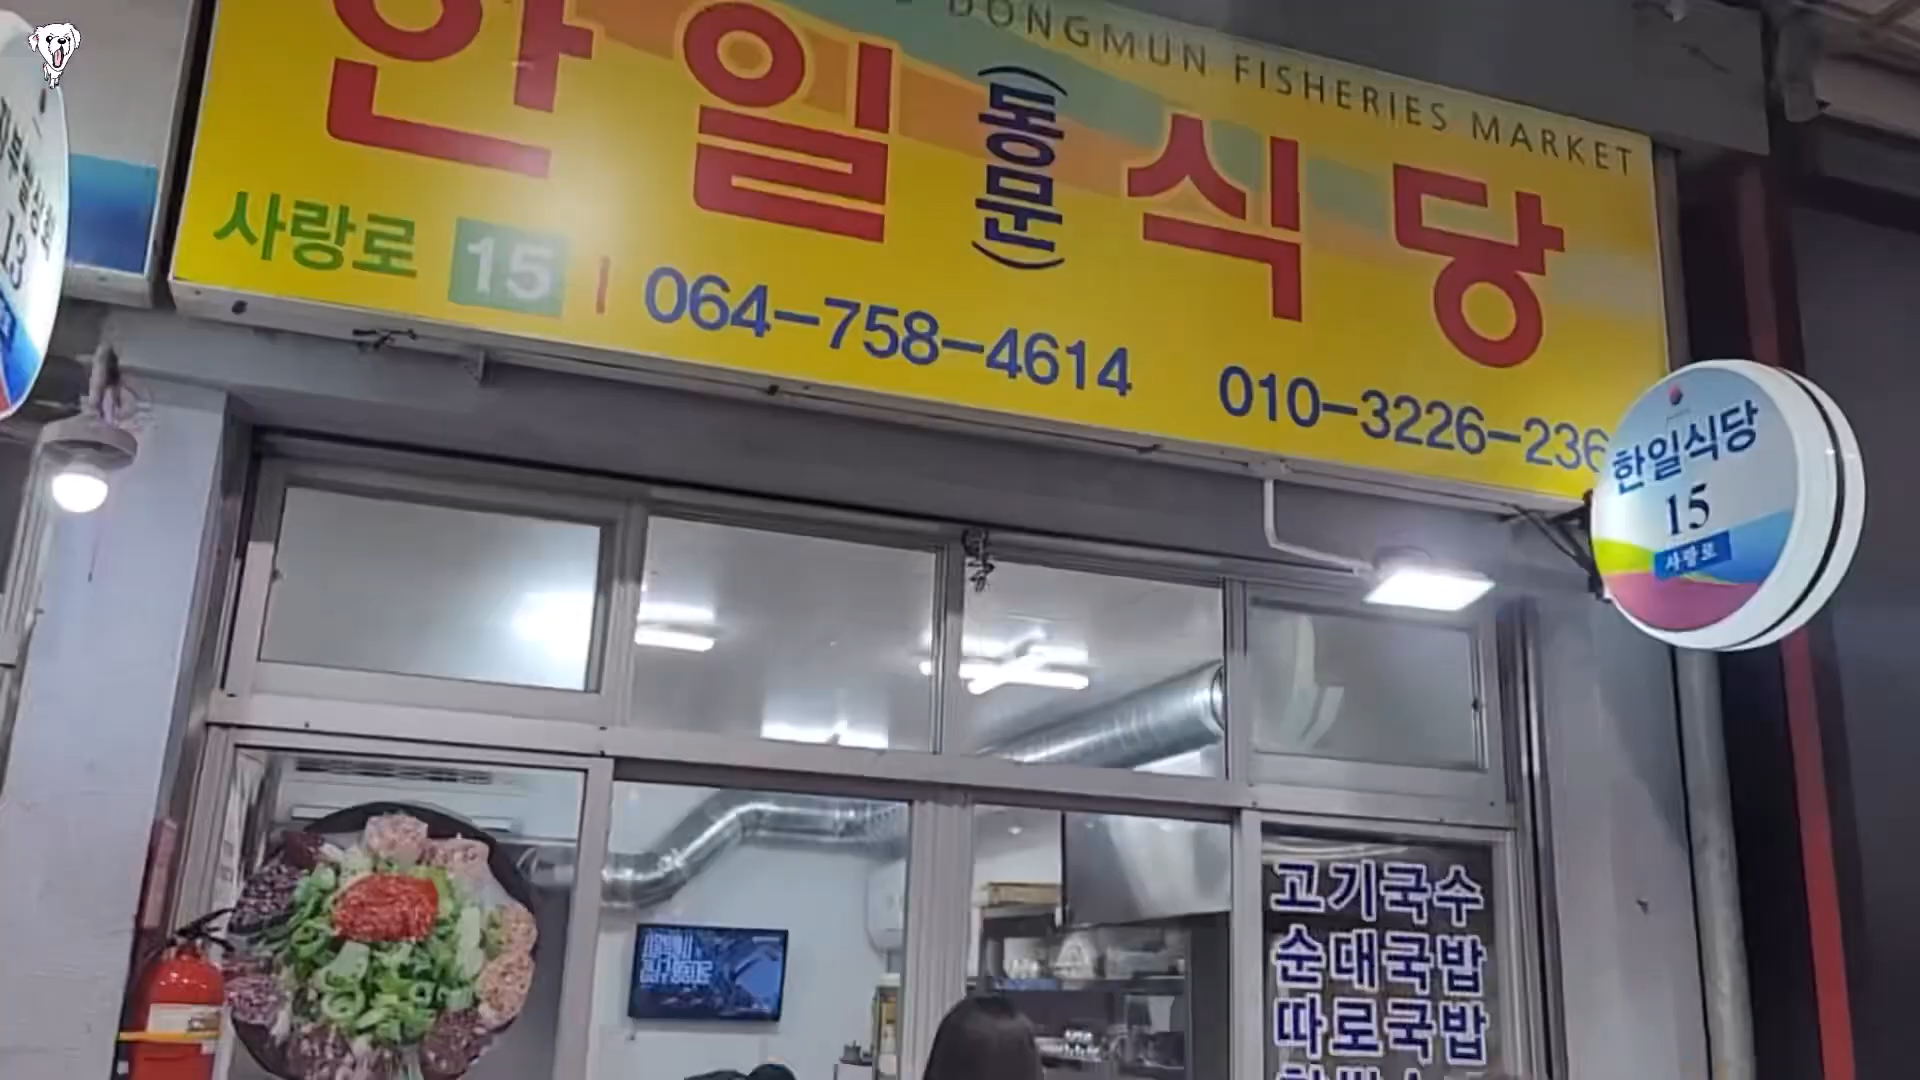 DONGMUN FISHERIES MARKET
한일(동문)식당
사랑로 15 | 064-758-4614 010-3226-236
한일식당
15
사랑로
13
고기국수
순대국밥
따로국밥